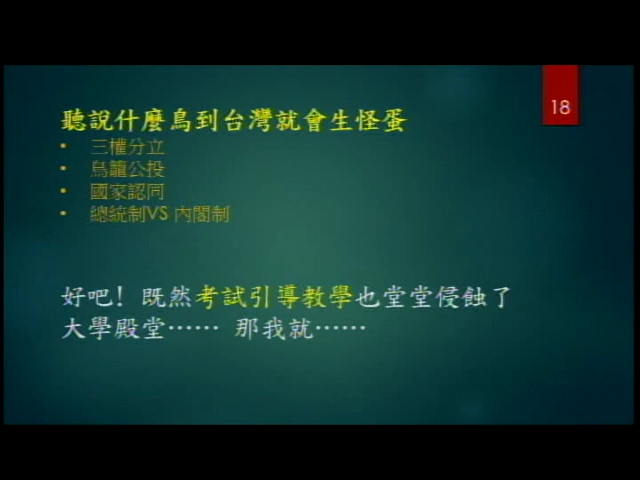 18
聽說什麼鳥到台灣就會生怪蛋
• 三權分立
• 烏龍公投
• 國家認同
• 總統制VS 內閣制
好吧! 既然考試引導教學也堂堂侵蝕了
大學殿堂…… 那我就……